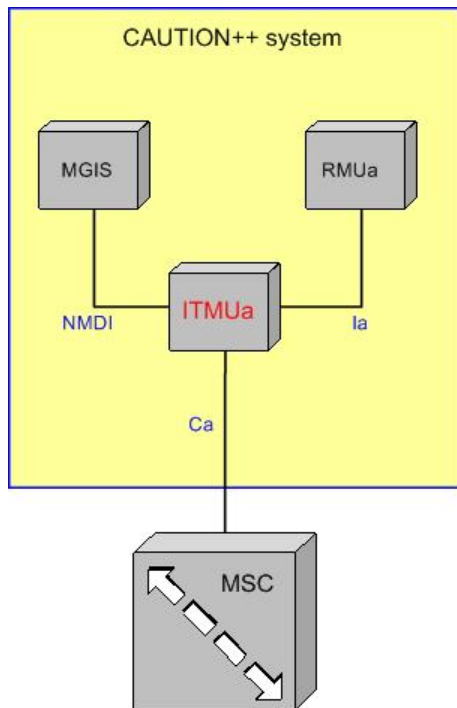 CAUTION++ system
MGIS
RMUa
ITMUa
NMDI
Ia
Ca
MSC